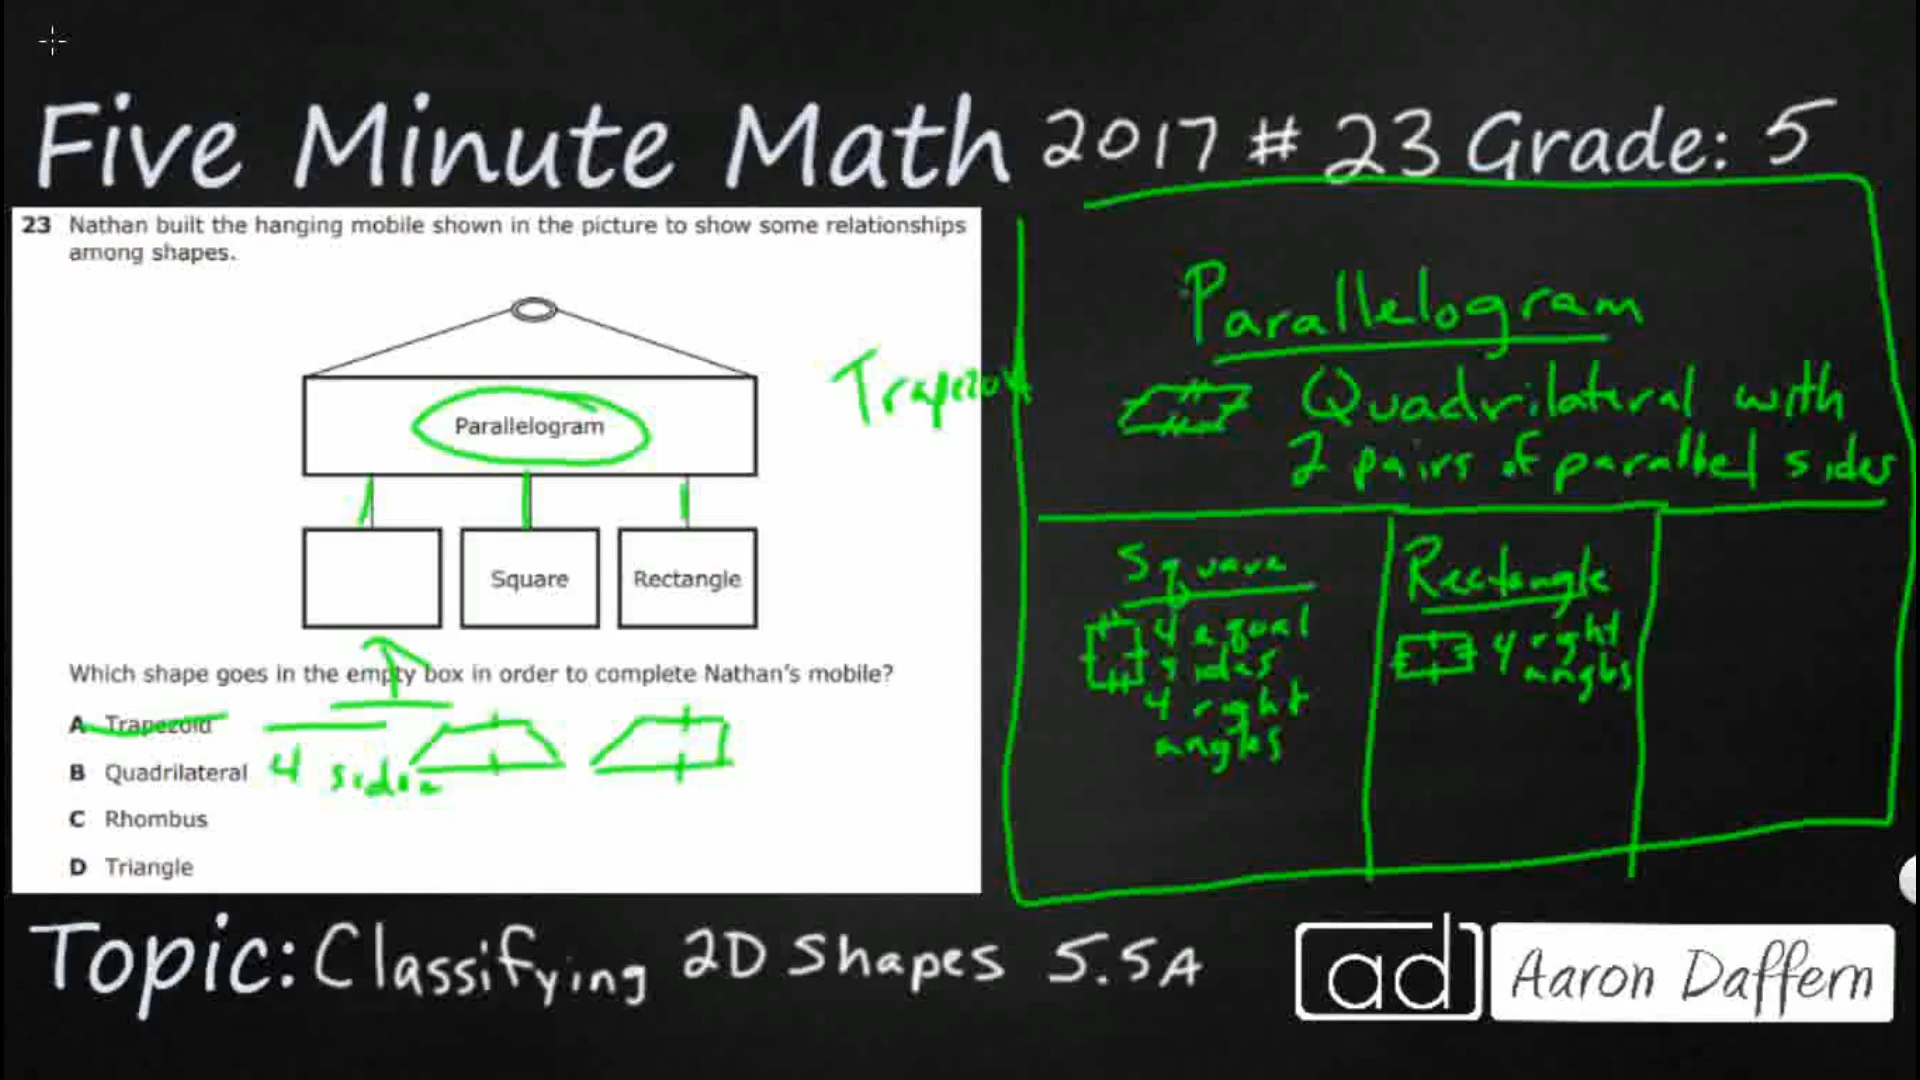 Five Minute Math 2017 # 23 Grade: 5
23 Nathan built the hanging mobile shown in the picture to show some relationships
among shapes.
Parallelogram
Square
Rectangle
Which shape goes in the empty box in order to complete Nathan's mobile?
A Trapezoid
B Quadrilateral 4 sides
C Rhombus
D Triangle
Trapezoid
Parallelogram
Quadrilateral with
2 pairs of parallel sides
Square
4 equal
sides
4 right
angles
Rectangle
4 right
angles
Topic: Classifying 2D Shapes 5.5A
ad Aaron Daffern